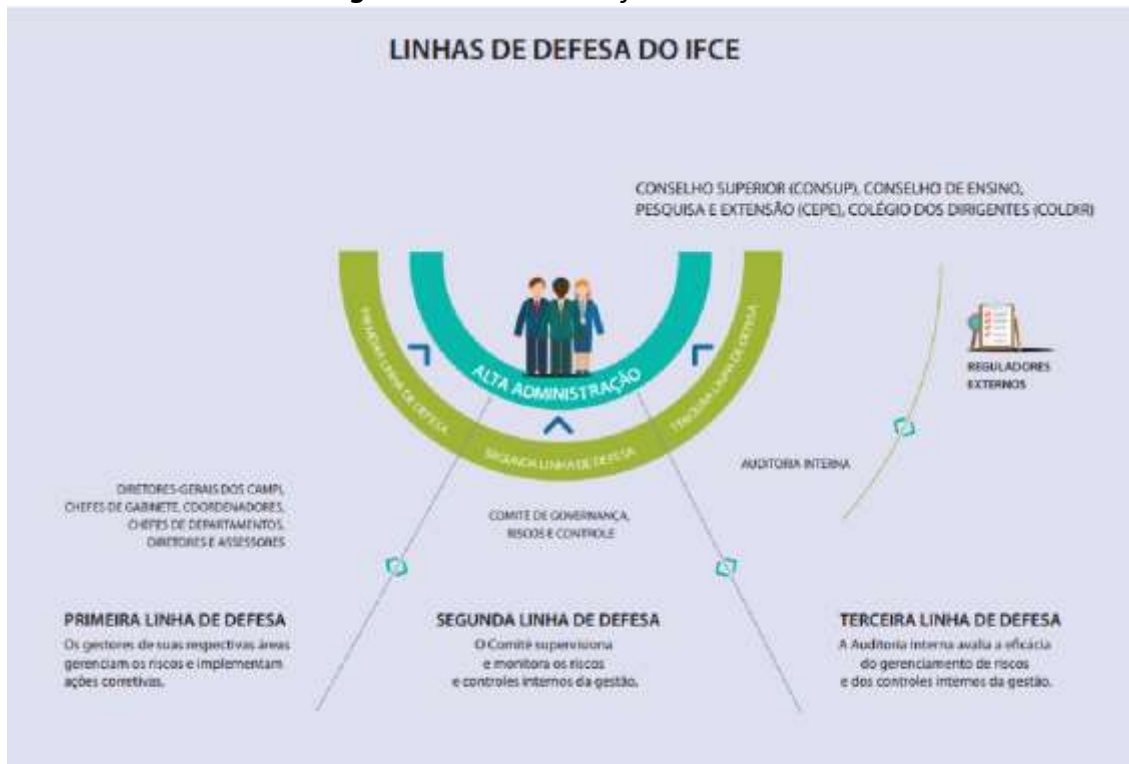 LINHAS DE DEFESA DO IFCE
CONSELHO SUPERIOR (CONSUP), CONSELHO DE ENSINO,
PESQUISA E EXTENSÃO (CEPE), COLÉGIO DOS DIRIGENTES (COLDIR)
PRIMEIRA LINHA DE DEFESA
ALTA ADMINISTRAÇÃO
SEGUNDA LINHA DE DEFESA
TERCEIRA LINHA DE DEFESA
REGULADORES
EXTERNOS
AUDITORIA INTERNA
DIRETORES-GERAIS DOS CAMPI,
CHEFES DE GABINETE, COORDENADORES,
CHEFES DE DEPARTAMENTOS,
DIRETORES E ASSESSORES
COMITÊ DE GOVERNANÇA,
RISCOS E CONTROLE
PRIMEIRA LINHA DE DEFESA
Os gestores de suas respectivas áreas
gerenciam os riscos e implementam
ações corretivas.
SEGUNDA LINHA DE DEFESA
O Comitê supervisiona
e monitora os riscos
e controles internos da gestão.
TERCEIRA LINHA DE DEFESA
A Auditoria Interna avalia a eficácia
do gerenciamento de riscos
e dos controles internos da gestão.